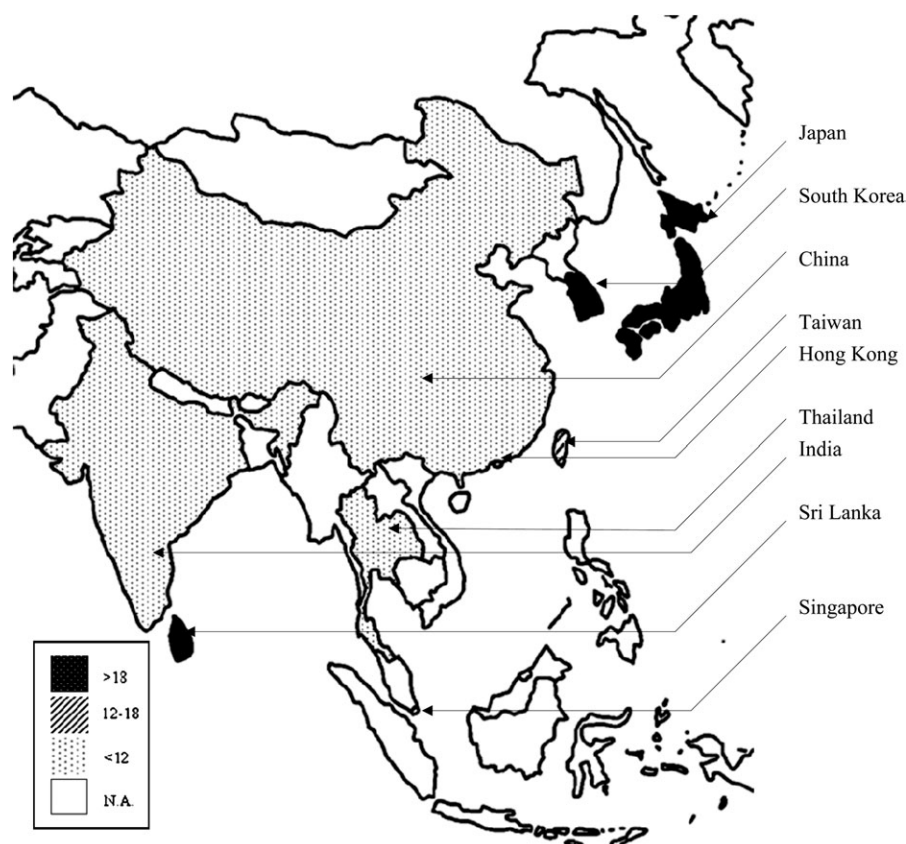 Japan
South Korea
China
Taiwan
Hong Kong
Thailand
India
Sri Lanka
Singapore
>18
12-18
<12
N.A.